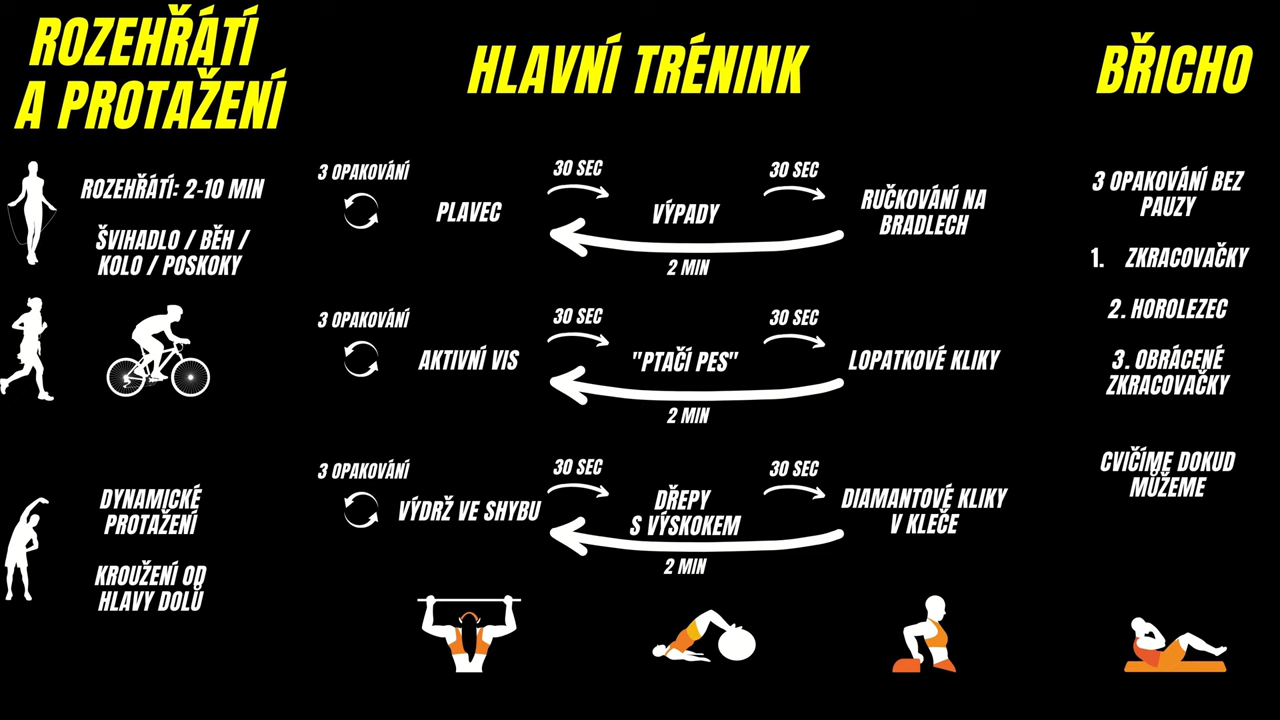 ROZEHŘÁTÍ
A PROTAŽENÍ
ROZEHŘÁTÍ: 2-10 MIN
ŠVIHADLO / BĚH /
KOLO / POSKOKY
DYNAMICKÉ
PROTAŽENÍ
KROUŽENÍ OD
HLAVY DOLŮ
HLAVNÍ TRÉNINK
3 OPAKOVÁNÍ
PLAVEC
30 SEC
VÝPADY
30 SEC
RUČKOVÁNÍ NA
BRADLECH
2 MIN
3 OPAKOVÁNÍ
AKTIVNÍ VIS
30 SEC
"PTAČÍ PES"
30 SEC
LOPATKOVÉ KLIKY
2 MIN
3 OPAKOVÁNÍ
VÝDRŽ VE SHYBU
30 SEC
DŘEPY
S VÝSKOKEM
30 SEC
DIAMANTOVÉ KLIKY
V KLEČE
2 MIN
BŘICHO
3 OPAKOVÁNÍ BEZ
PAUZY
1. ZKRACOVAČKY
2. HOROLEZEC
3. OBRÁCENÉ
ZKRACOVAČKY
CVIČÍME DOKUD
MŮŽEME